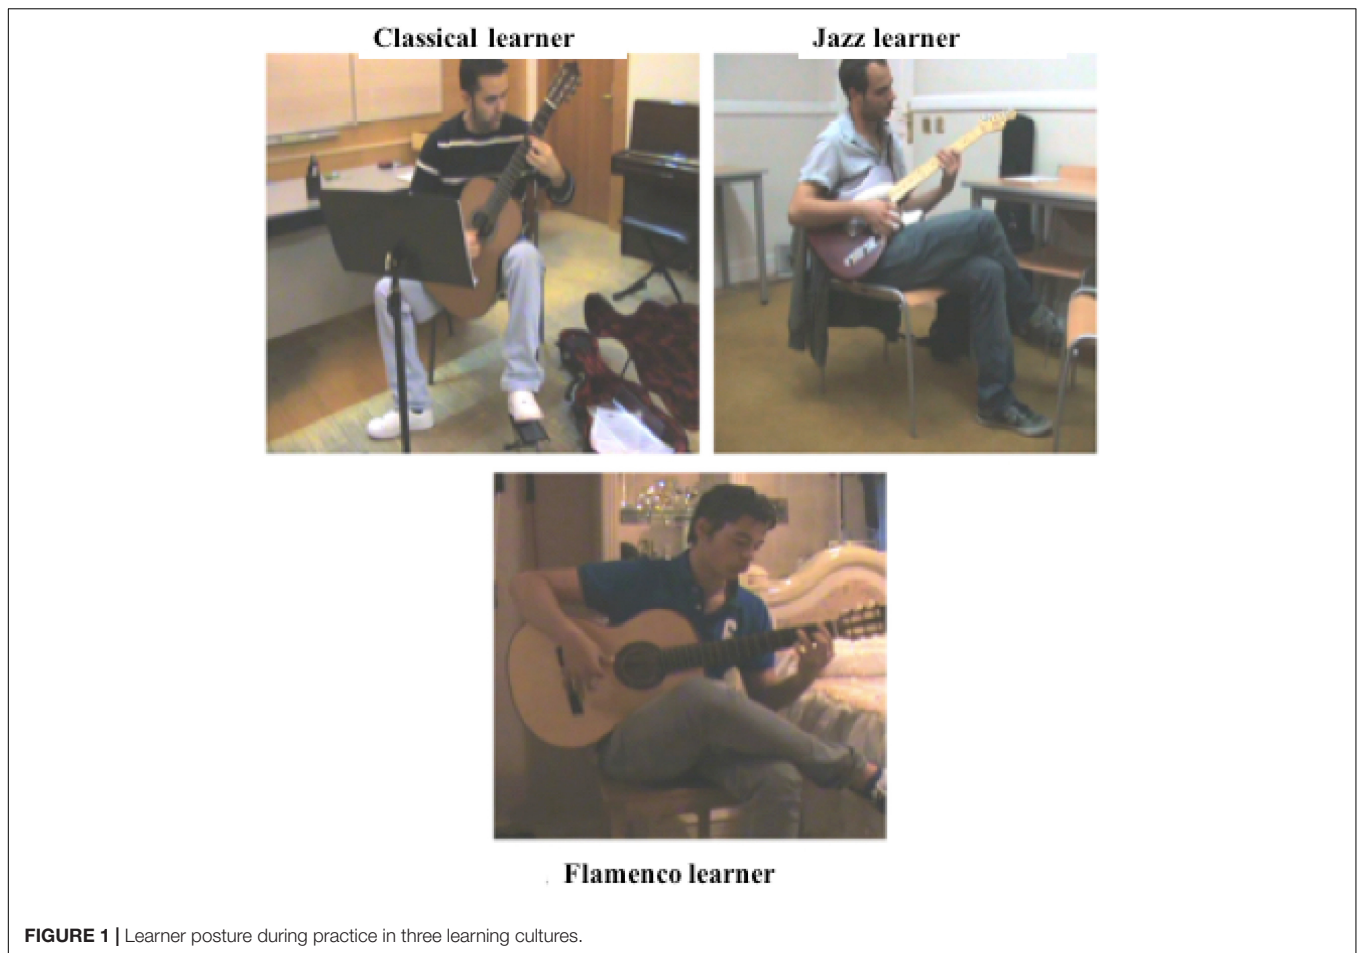 Classical learner
Jazz learner
Flamenco learner
FIGURE 1 | Learner posture during practice in three learning cultures.